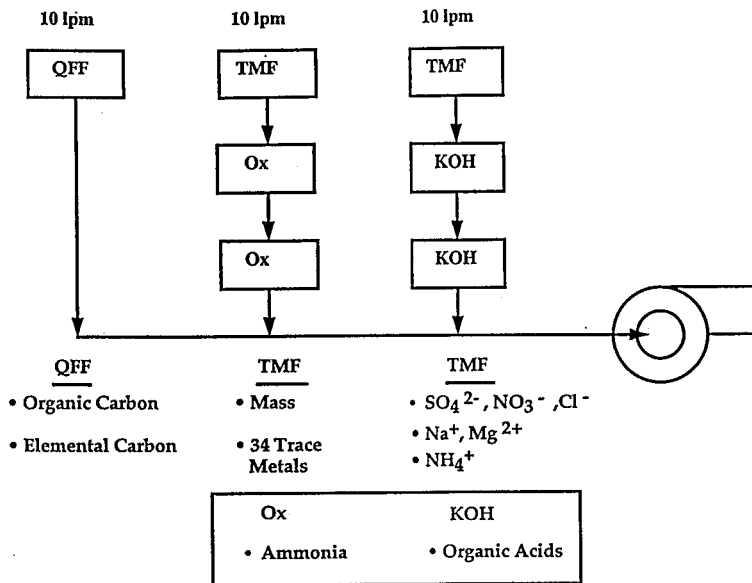 10 lpm 10 lpm 10 lpm
QFF TMF TMF
Ox KOH
Ox KOH
QFF TMF TMF
• Organic Carbon • Mass • SO4 2-, NO3 -, Cl -
• Elemental Carbon • 34 Trace Metals • Na+, Mg 2+
• NH4+
Ox KOH
• Ammonia • Organic Acids